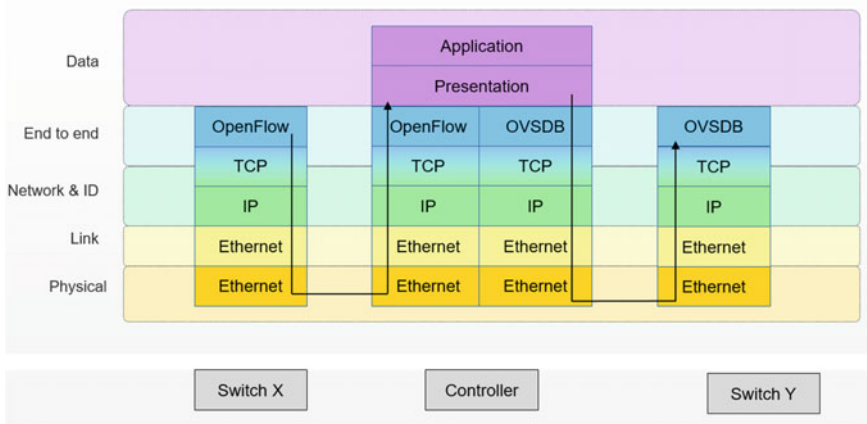 Data
Application
Presentation
End to end
OpenFlow
OpenFlow
OVSDB
OVSDB
TCP
TCP
TCP
TCP
Network & ID
IP
IP
IP
IP
Link
Ethernet
Ethernet
Ethernet
Ethernet
Physical
Ethernet
Ethernet
Ethernet
Ethernet
Switch X
Controller
Switch Y